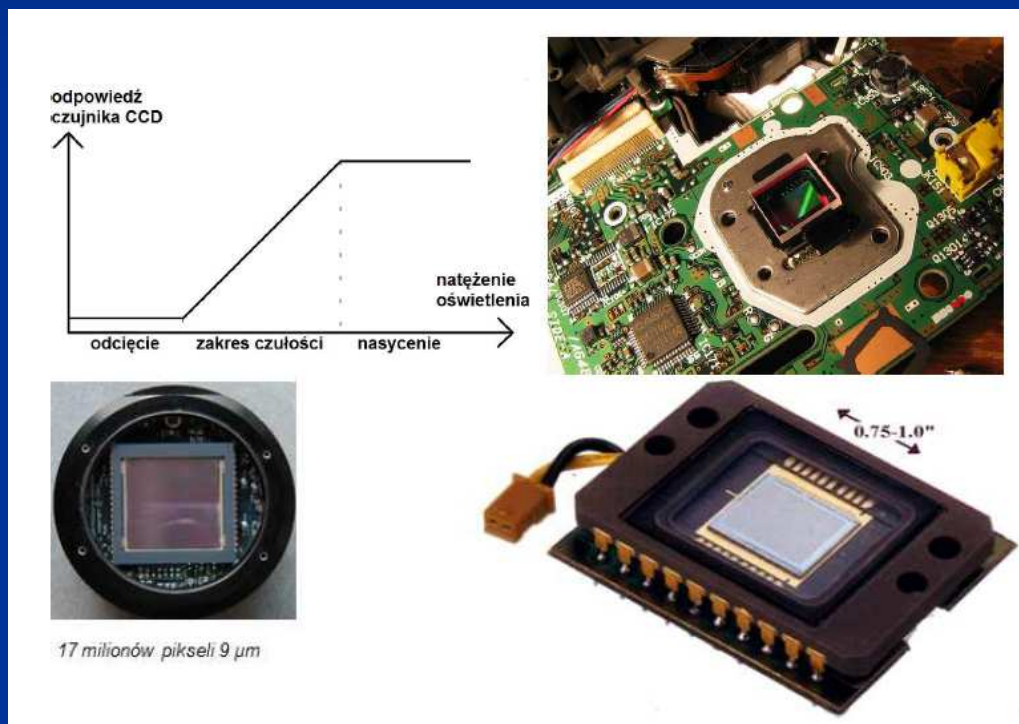 odpowiedź
czujnika CCD
natężenie
oświetlenia
odcięcie zakres czułości nasycenie
0.75-1.0"
17 milionów pikseli 9 µm